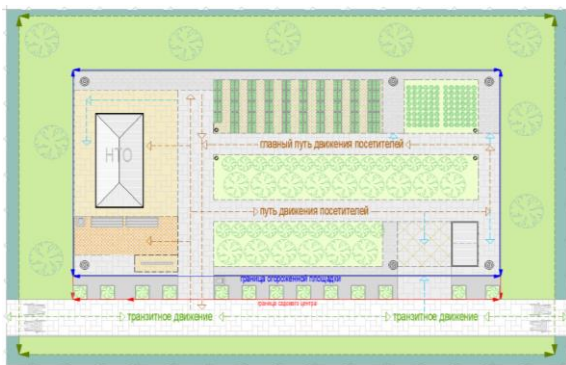 НТО
главный путь движения посетителей
путь движения посетителей
граница огороженной площадки
граница садового центра
транзитное движение
транзитное движение